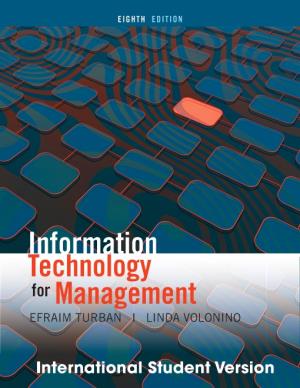 EIGHTH EDITION
Information
Technology
for Management
EFRAIM TURBAN | LINDA VOLONINO
International Student Version